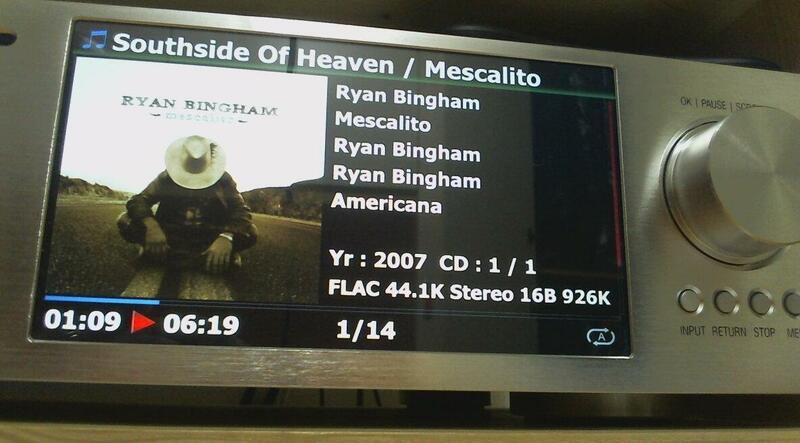 Southside Of Heaven / Mescalito
RYAN BINGHAM
mescalito
Ryan Bingham
Mescalito
Ryan Bingham
Ryan Bingham
Americana
Yr : 2007 CD : 1 / 1
FLAC 44.1K Stereo 16B 926K
01:09 06:19 1/14
A
OK | PAUSE |
INPUT RETURN STOP